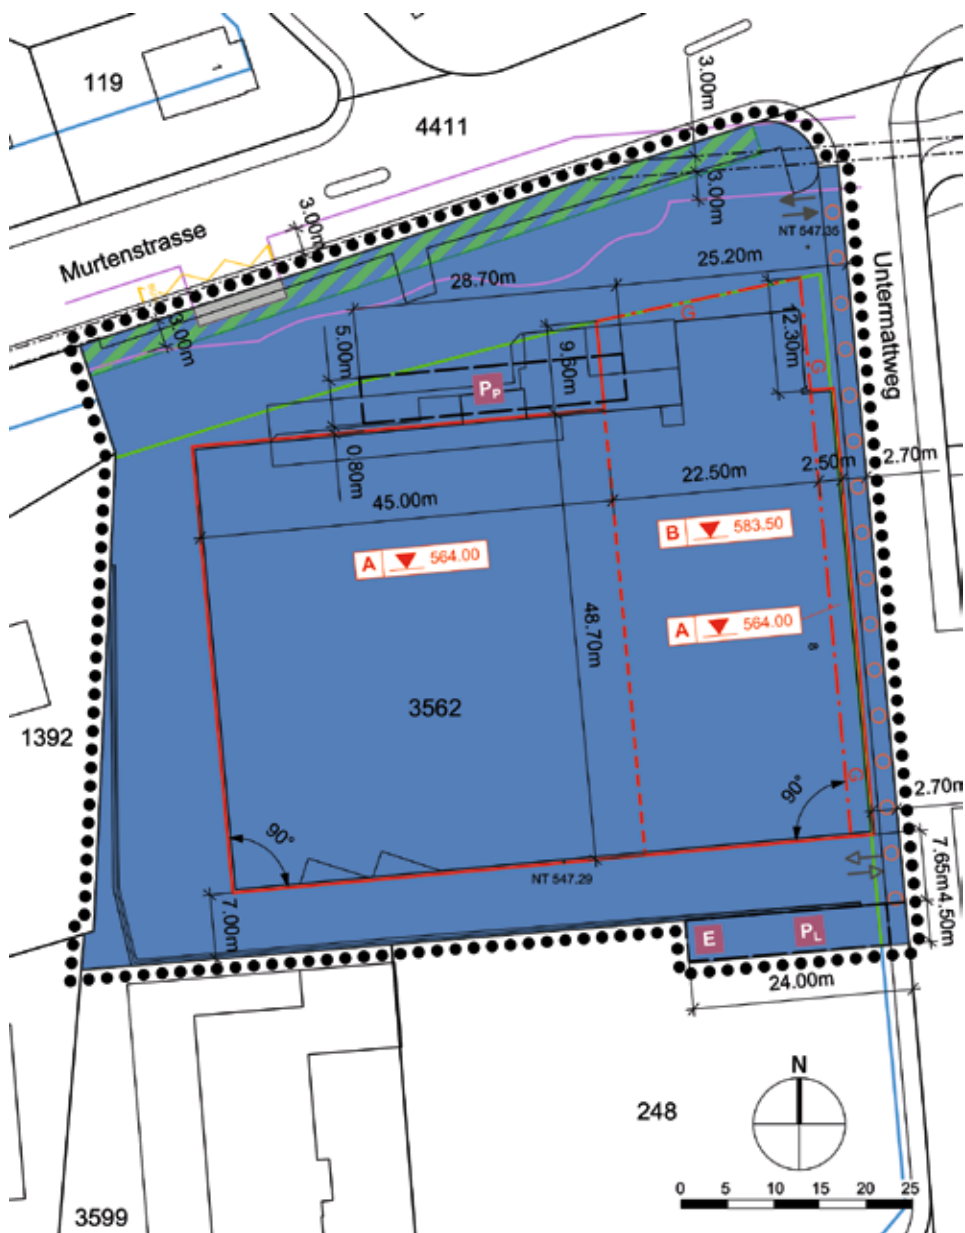 119
1
4411
3.00m
3.00m
3.00m
3.00m
Murtenstrasse
Untermattweg
NT 547.35
25.20m
28.70m
5.00m
9.60m
12.30m
G
G
PP
0.80m
45.00m
22.50m
2.50m
2.70m
A 564.00
B 583.50
A 564.00
48.70m
8
3562
1392
G
90°
90°
2.70m
NT 547.29
7.00m
7.65m
4.50m
E
PL
24.00m
N
248
0 5 10 15 20 25
3599